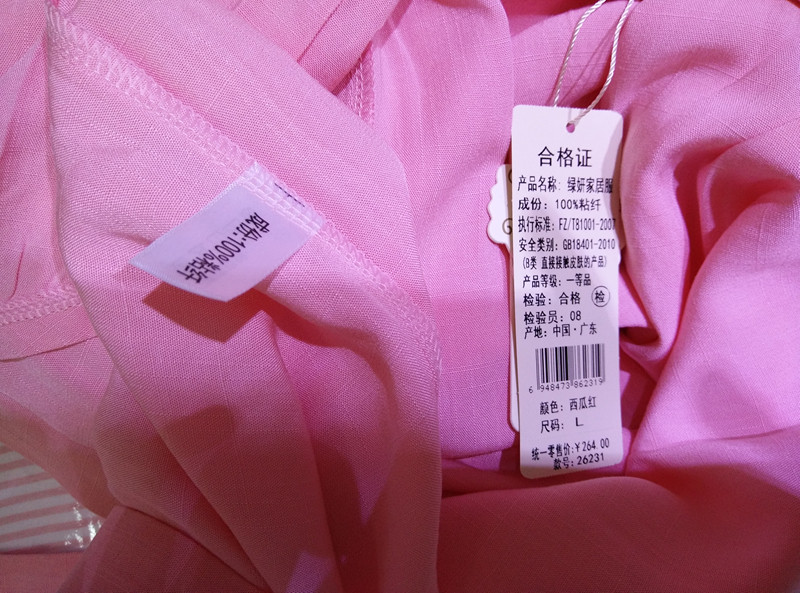 合格证
产品名称: 绿妍家居服
成份: 100%粘纤
执行标准: FZ/T81001-2007
安全类别: GB18401-2010
(B类 直接接触皮肤的产品)
产品等级: 一等品
检验: 合格 检
检验员: 08
产地: 中国·广东
6 948473 862319
颜色: 西瓜红
尺码: L
统一零售价:¥264.00
款号: 26231
成份:100%粘纤